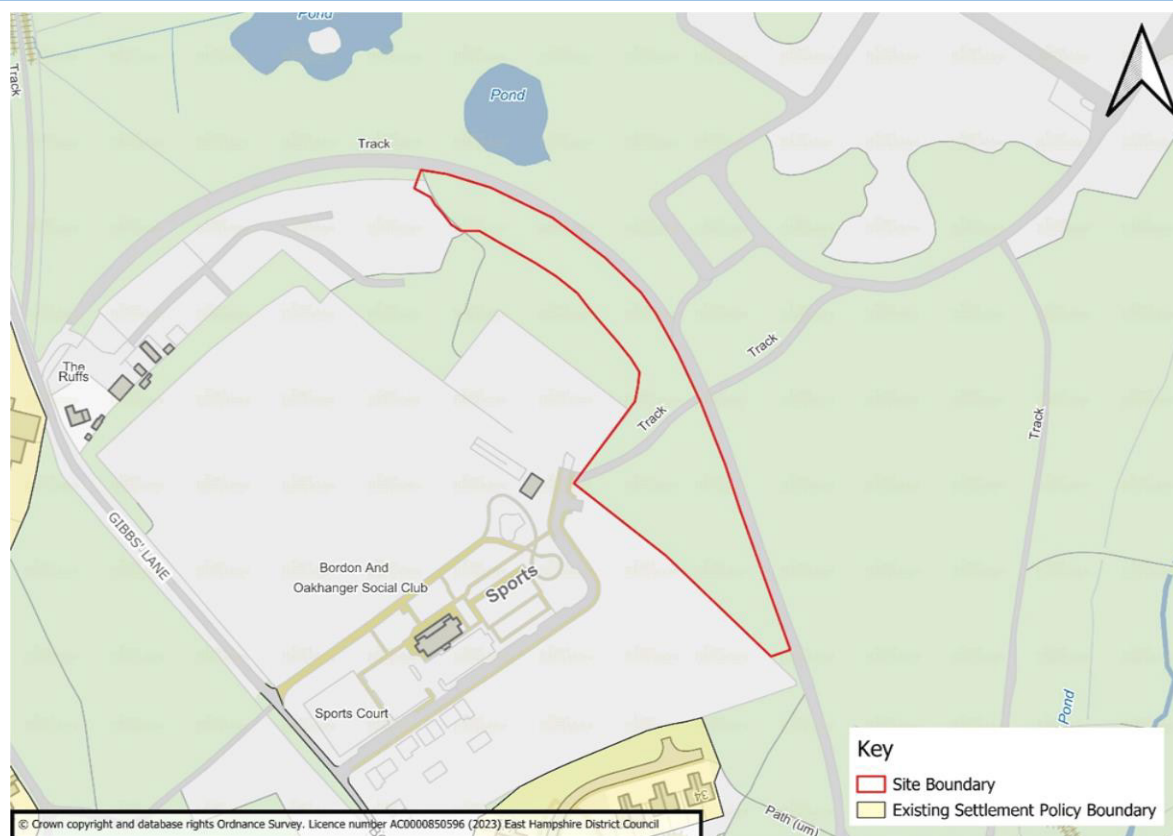 Pond
Track
Pond
Track
Track
The
Ruffs
Track
Track
GIBBS' LANE
Bordon And
Oakhanger Social Club
Sports
Sports Court
34
Pond
Path (um)
Key
Site Boundary
Existing Settlement Policy Boundary
© Crown copyright and database rights Ordnance Survey. Licence number AC0000850596 (2023) East Hampshire District Council